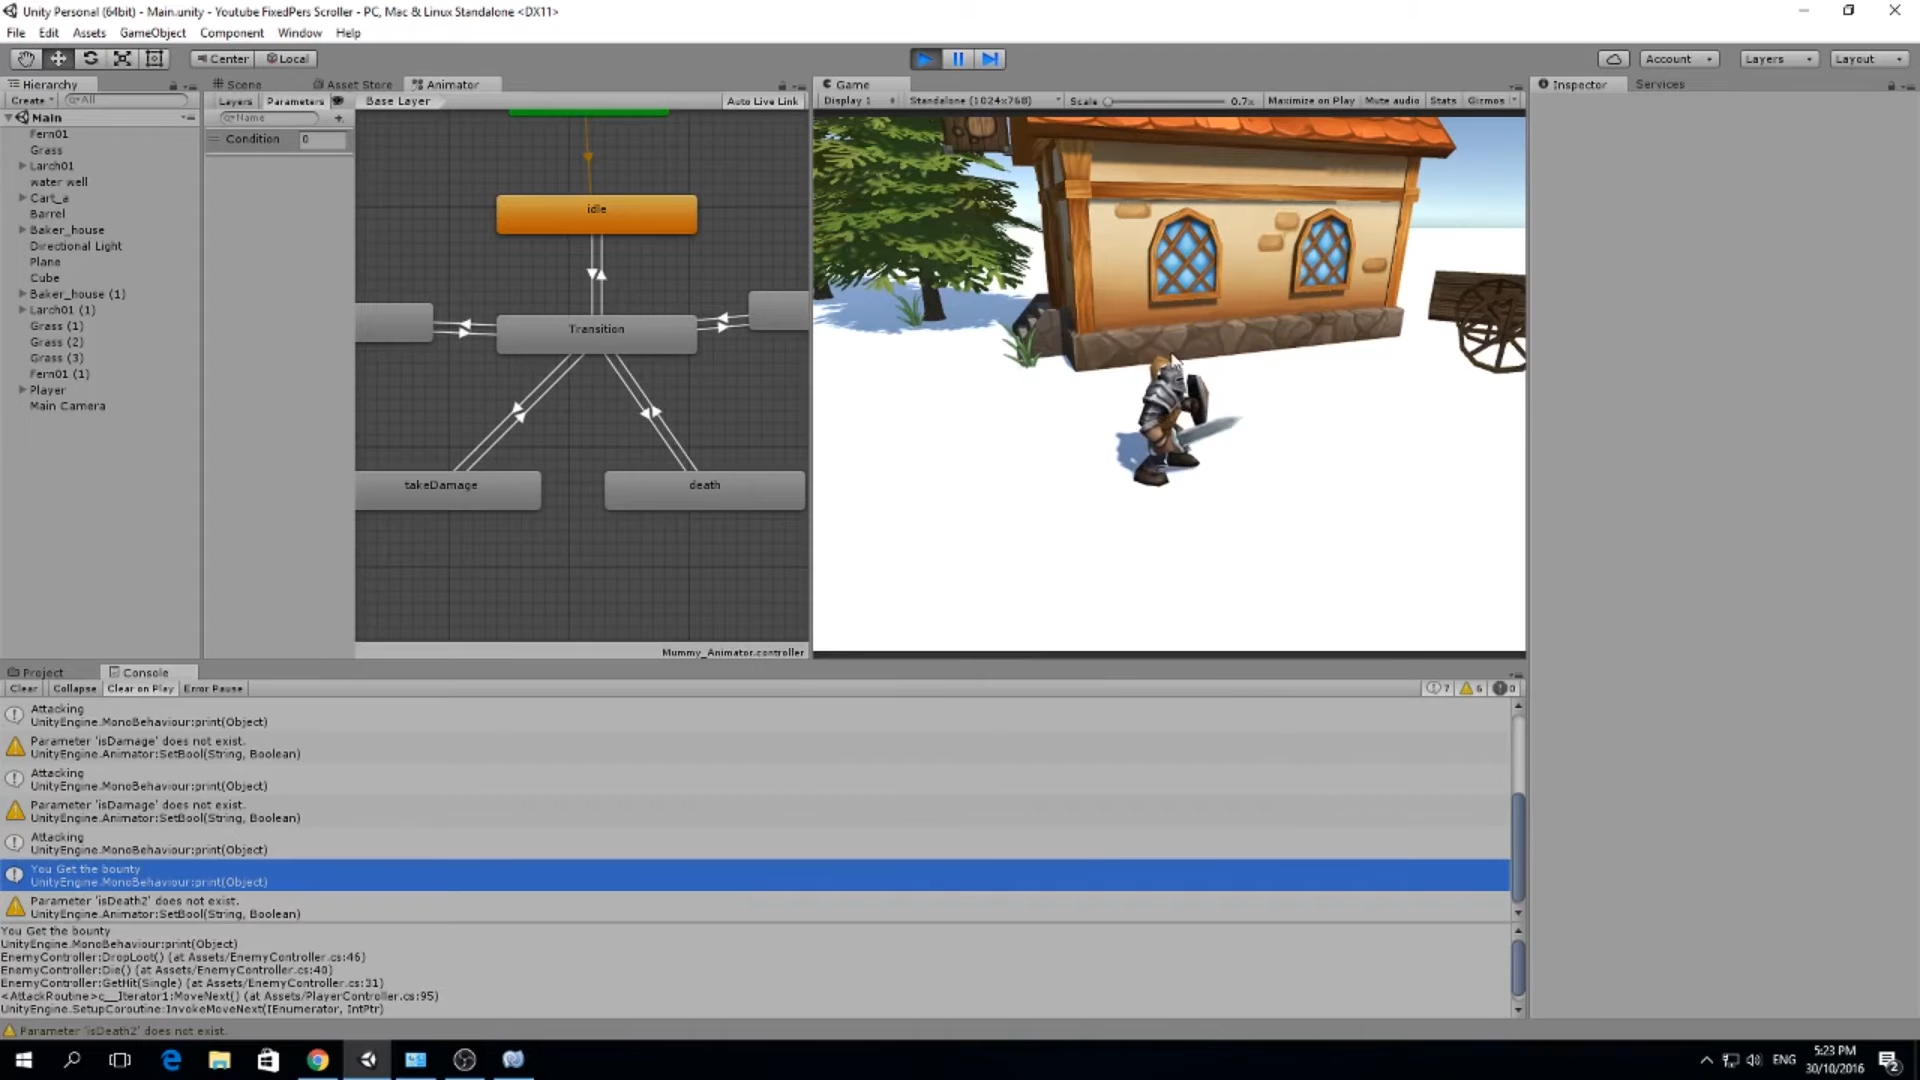 Unity Personal (64bit) - Main.unity - Youtube FixedPers Scroller - PC, Mac & Linux Standalone <DX11>
File Edit Assets GameObject Component Window Help
Center Local
Account Layers Layout
Hierarchy
Scene Asset Store Animator
Game
Inspector Services
Create All
Layers Parameters Base Layer Auto Live Link
Display 1 Standalone (1024x768) Scale 0.7x Maximize on Play Mute audio Stats Gizmos
Main
Name
Fern01
Condition 0
Grass
Larch01
water well
Cart_a
Barrel
Baker_house
Directional Light
Plane
Cube
Baker_house (1)
Larch01 (1)
Grass (1)
Grass (2)
Grass (3)
Fern01 (1)
Player
Main Camera
idle
Transition
takeDamage
death
Mummy_Animator.controller
Project Console
Clear Collapse Clear on Play Error Pause
7 6 0
Attacking
UnityEngine.MonoBehaviour:print(Object)
Parameter 'isDamage' does not exist.
UnityEngine.Animator:SetBool(String, Boolean)
Attacking
UnityEngine.MonoBehaviour:print(Object)
Parameter 'isDamage' does not exist.
UnityEngine.Animator:SetBool(String, Boolean)
Attacking
UnityEngine.MonoBehaviour:print(Object)
You Get the bounty
UnityEngine.MonoBehaviour:print(Object)
Parameter 'isDeath2' does not exist.
UnityEngine.Animator:SetBool(String, Boolean)
You Get the bounty
UnityEngine.MonoBehaviour:print(Object)
EnemyController:DropLoot() (at Assets/EnemyController.cs:46)
EnemyController:Die() (at Assets/EnemyController.cs:40)
EnemyController:GetHit(Single) (at Assets/EnemyController.cs:31)
<AttackRoutine>c__Iterator1:MoveNext() (at Assets/PlayerController.cs:95)
UnityEngine.SetupCoroutine:InvokeMoveNext(IEnumerator, IntPtr)
Parameter 'isDeath2' does not exist.
ENG
5:23 PM
30/10/2016
2